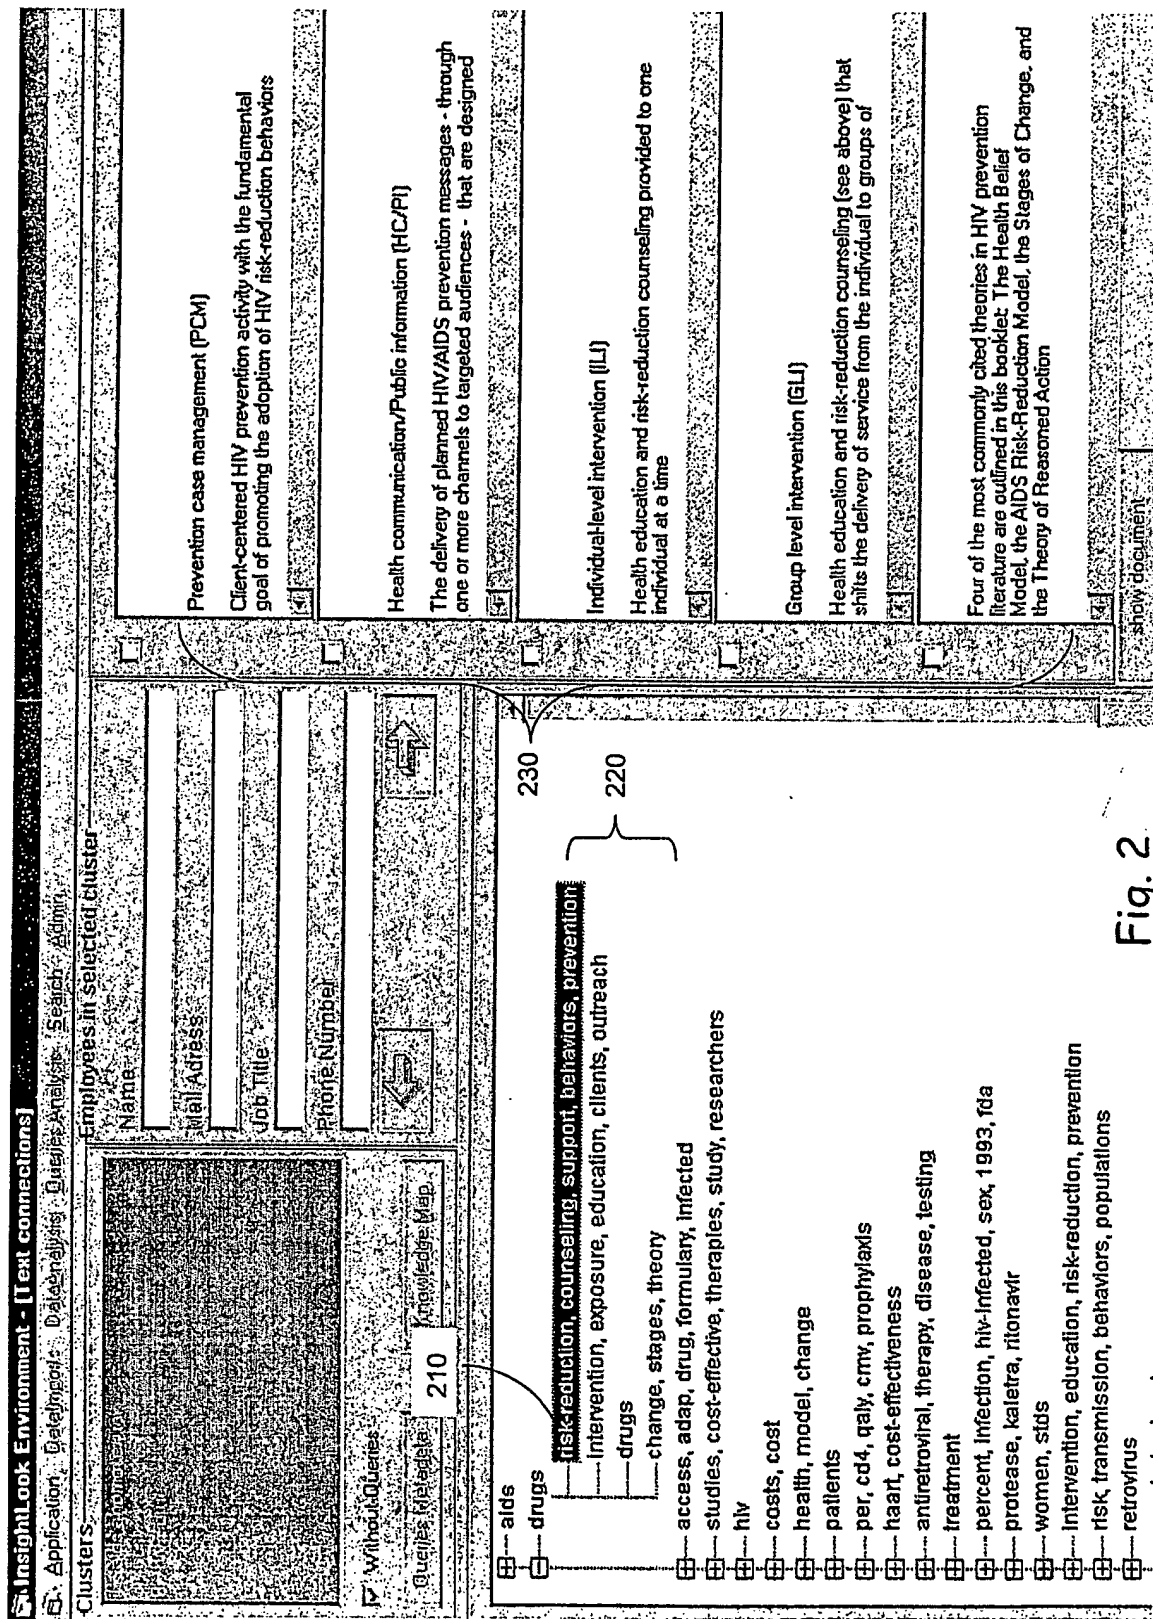 InsightLook Environment - [Text connections]
Application DataImport DataAnalysis Queries Analysis Search Admin
Clusters
Without Queries
Queries Metadata Knowledge Map
210
Employees in selected cluster
Name
Mail Adress
Job Title
Phone Number
aids
drugs
risk-reduction, counseling, support, behaviors, prevention
intervention, exposure, education, clients, outreach
drugs
change, stages, theory
access, adap, drug, formulary, infected
studies, cost-effective, therapies, study, researchers
hiv
costs, cost
health, model, change
patients
per, cd4, qaly, cmv, prophylaxis
haart, cost-effectiveness
antiretroviral, therapy, disease, testing
treatment
percent, infection, hiv-infected, sex, 1993, fda
protease, kaletra, ritonavir
women, stds
intervention, education, risk-reduction, prevention
risk, transmission, behaviors, populations
retrovirus
230
220
Prevention case management (PCM)
Client-centered HIV prevention activity with the fundamental
goal of promoting the adoption of HIV risk-reduction behaviors
Health communication/Public information (HC/PI)
The delivery of planned HIV/AIDS prevention messages - through
one or more channels to targeted audiences - that are designed
Individual-level intervention (ILI)
Health education and risk-reduction counseling provided to one
individual at a time
Group level intervention (GLI)
Health education and risk-reduction counseling (see above) that
shifts the delivery of service from the individual to groups of
Four of the most commonly cited theories in HIV prevention
literature are outlined in this booklet: The Health Belief
Model, the AIDS Risk-Reduction Model, the Stages of Change, and
the Theory of Reasoned Action
show document
Fig. 2